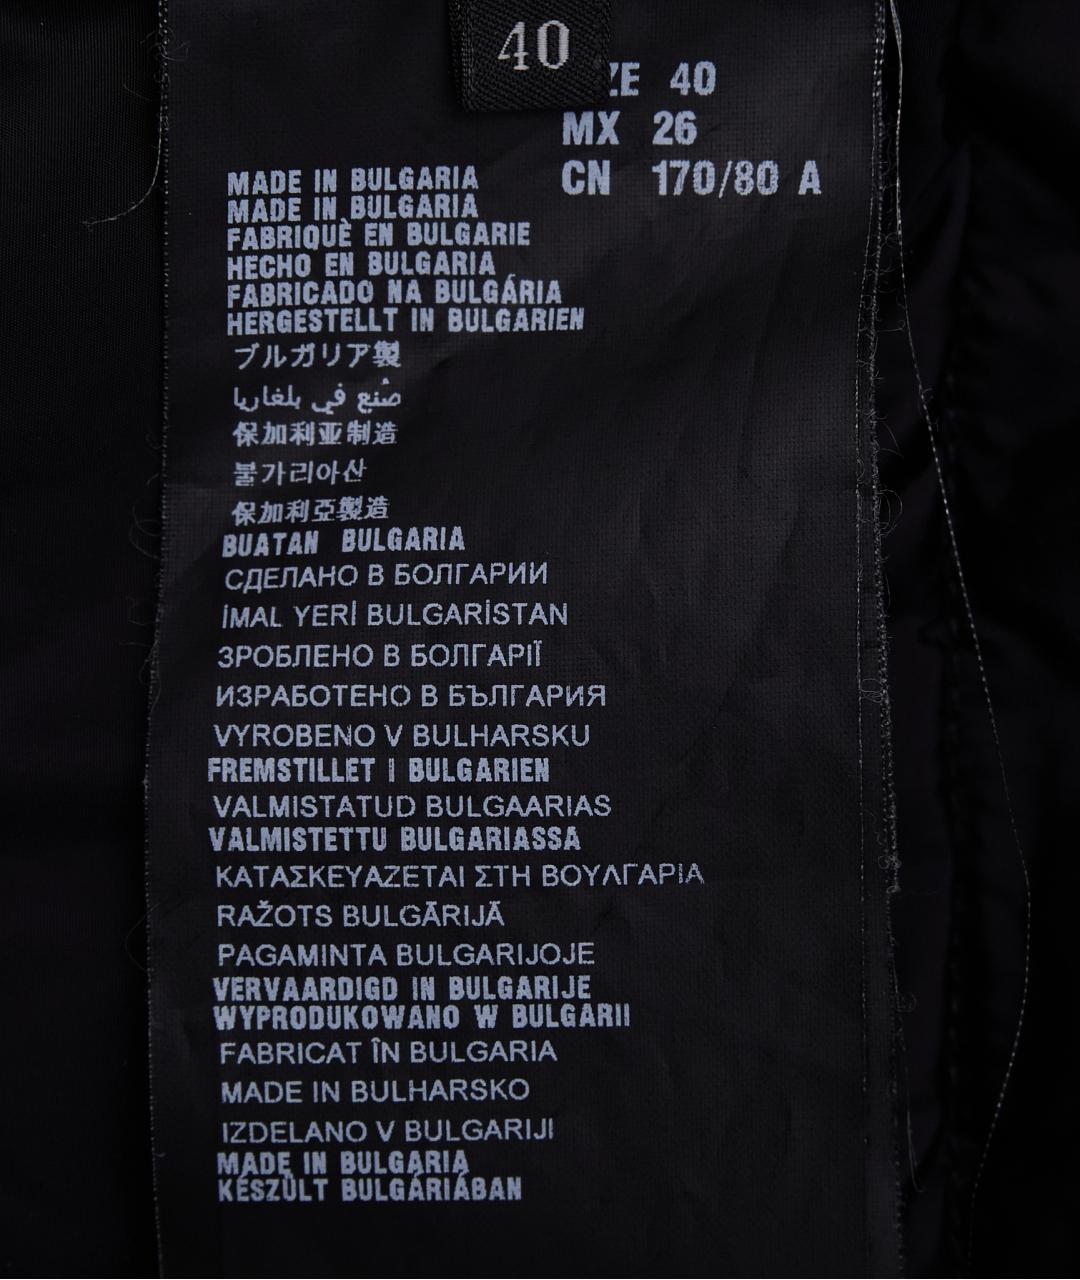 40
ZE 40
MX 26
CN 170/80 A
MADE IN BULGARIA
MADE IN BULGARIA
FABRIQUÈ EN BULGARIE
HECHO EN BULGARIA
FABRICADO NA BULGÁRIA
HERGESTELLT IN BULGARIEN
ブルガリア製
صُنع في بلغاريا
保加利亚制造
불가리아산
保加利亞製造
BUATAN BULGARIA
СДЕЛАНО В БОЛГАРИИ
İMAL YERİ BULGARİSTAN
ЗРОБЛЕНО В БОЛГАРІЇ
ИЗРАБОТЕНО В БЪЛГАРИЯ
VYROBENO V BULHARSKU
FREMSTILLET I BULGARIEN
VALMISTATUD BULGAARIAS
VALMISTETTU BULGARIASSA
ΚΑΤΑΣΚΕΥΑΖΕΤΑΙ ΣΤΗ ΒΟΥΛΓΑΡΙΑ
RAŽOTS BULGĀRIJĀ
PAGAMINTA BULGARIJOJE
VERVAARDIGD IN BULGARIJE
WYPRODUKOWANO W BULGARII
FABRICAT ÎN BULGARIA
MADE IN BULHARSKO
IZDELANO V BULGARIJI
MADE IN BULGARIA
KÉSZÜLT BULGÁRIÁBAN